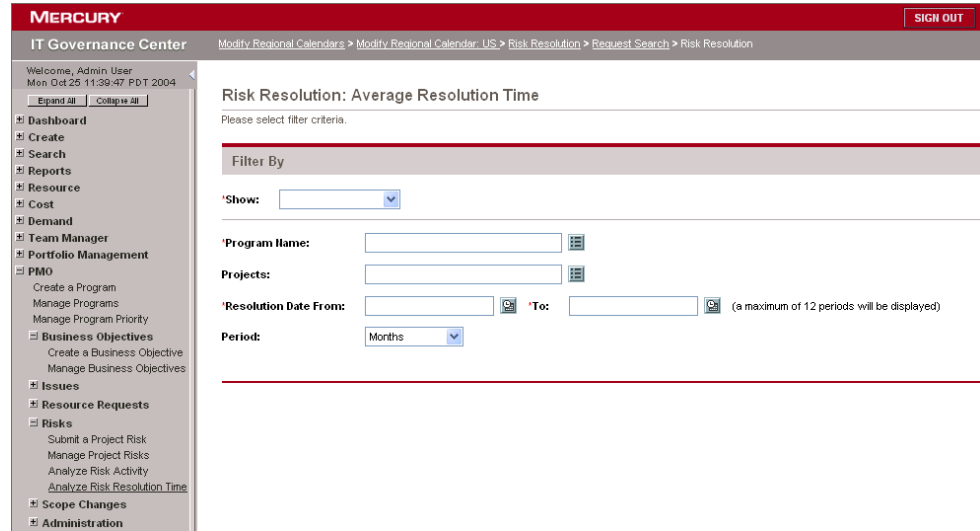 MERCURY
SIGN OUT
IT Governance Center
Modify Regional Calendars > Modify Regional Calendar: US > Risk Resolution > Request Search > Risk Resolution
Welcome, Admin User
Mon Oct 25 11:39:47 PDT 2004
Expand All Collapse All
Dashboard
Create
Search
Reports
Resource
Cost
Demand
Team Manager
Portfolio Management
PMO
Create a Program
Manage Programs
Manage Program Priority
Business Objectives
Create a Business Objective
Manage Business Objectives
Issues
Resource Requests
Risks
Submit a Project Risk
Manage Project Risks
Analyze Risk Activity
Analyze Risk Resolution Time
Scope Changes
Administration
Risk Resolution: Average Resolution Time
Please select filter criteria.
Filter By
*Show:
*Program Name:
Projects:
*Resolution Date From: *To: (a maximum of 12 periods will be displayed)
Period: Months